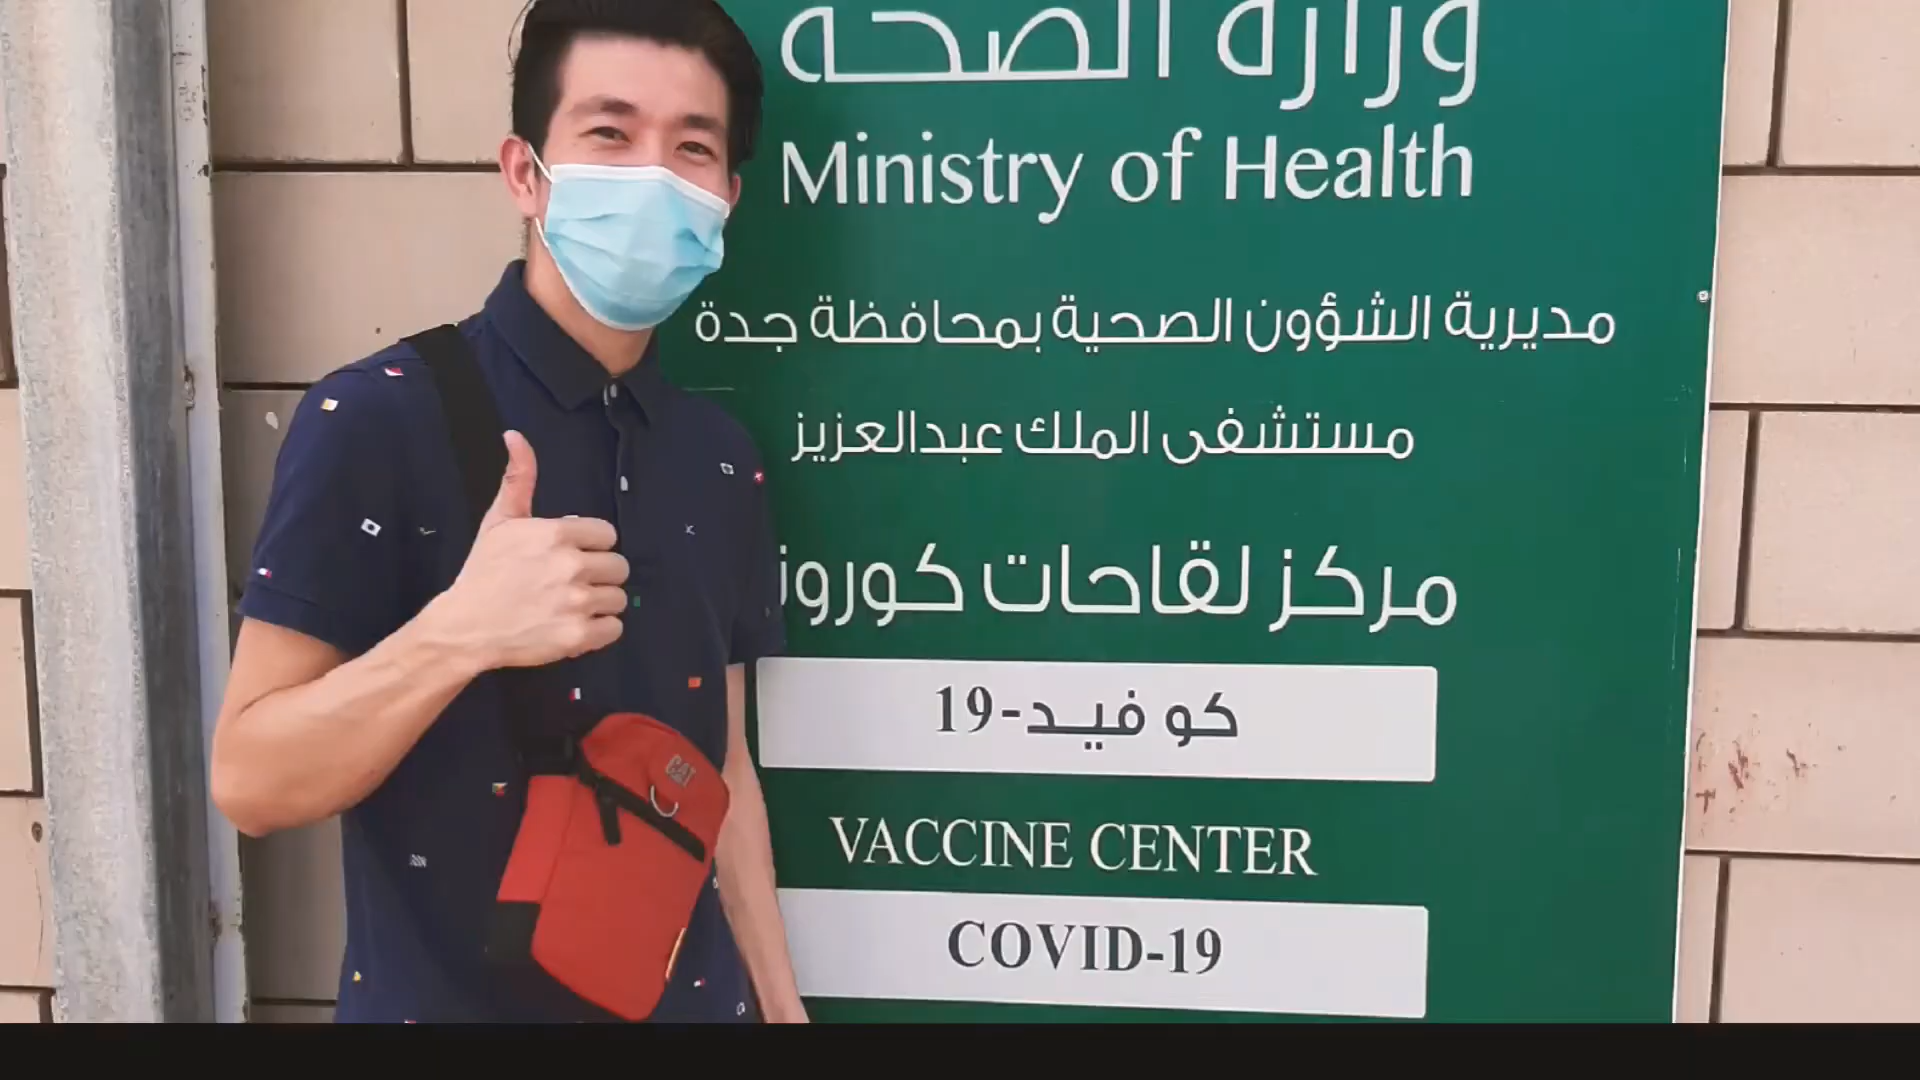 وزارة الصحة
Ministry of Health
مديرية الشؤون الصحية بمحافظة جدة
مستشفى الملك عبدالعزيز
مركز لقاحات
كو فيد-19
VACCINE CENTER
COVID-19
CAT